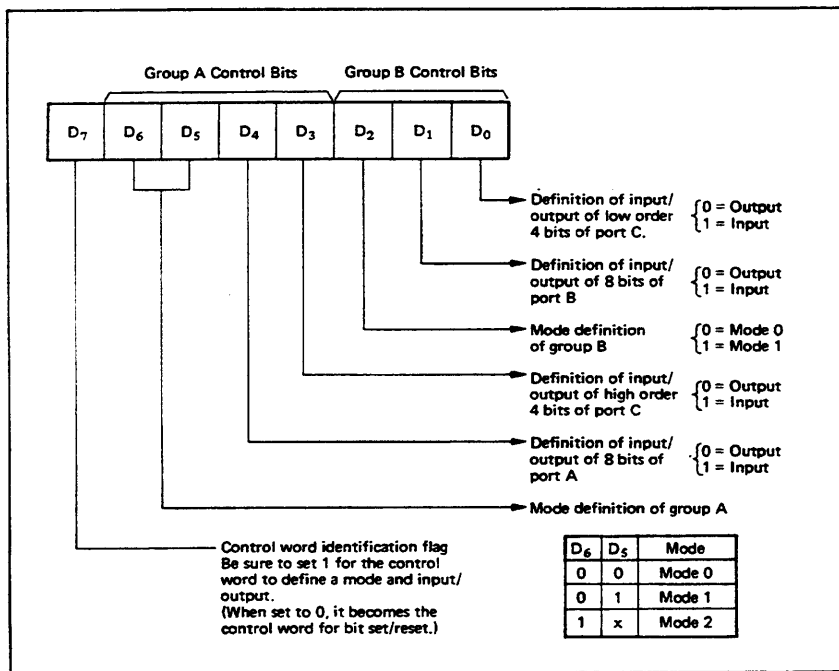 Group A Control Bits Group B Control Bits
D7 D6 D5 D4 D3 D2 D1 D0
Definition of input/
output of low order
4 bits of port C.
{0 = Output
1 = Input
Definition of input/
output of 8 bits of
port B
{0 = Output
1 = Input
Mode definition
of group B
{0 = Mode 0
1 = Mode 1
Definition of input/
output of high order
4 bits of port C
{0 = Output
1 = Input
Definition of input/
output of 8 bits of
port A
{0 = Output
1 = Input
Mode definition of group A
Control word identification flag
Be sure to set 1 for the control
word to define a mode and input/
output.
(When set to 0, it becomes the
control word for bit set/reset.)
D6 D5 Mode
0 0 Mode 0
0 1 Mode 1
1 x Mode 2